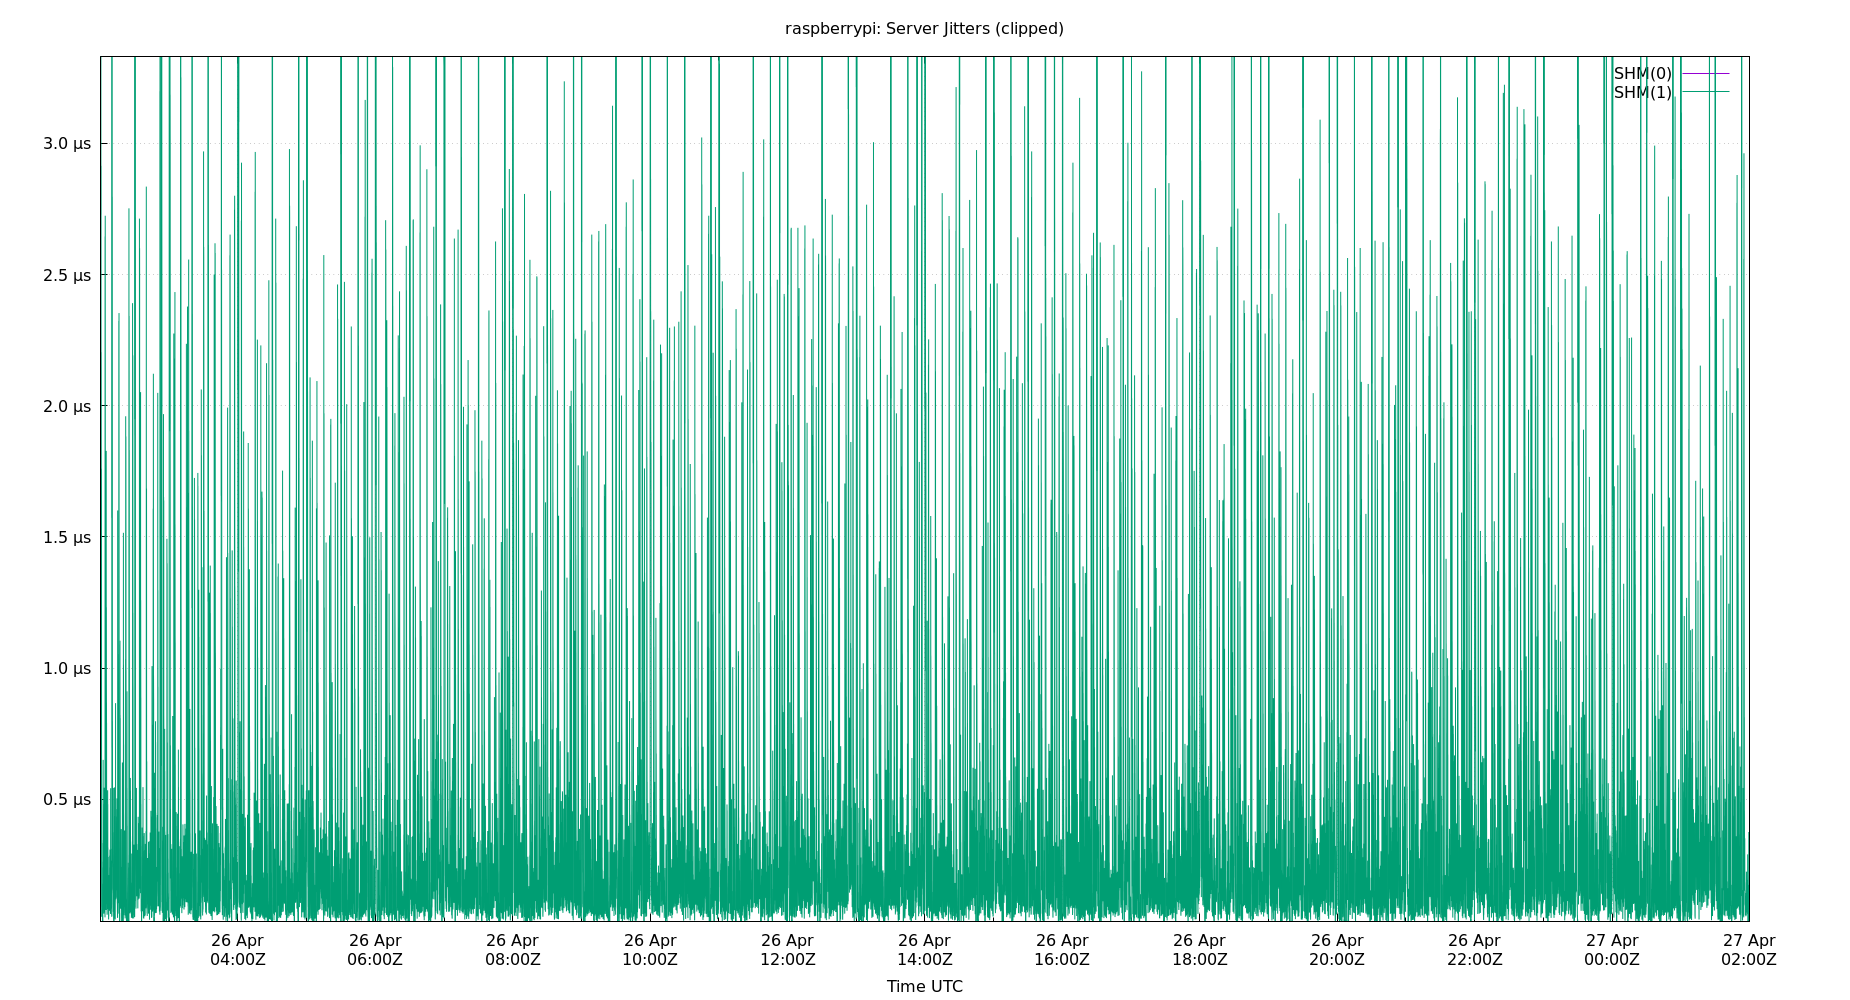 raspberrypi: Server Jitters (clipped)
SHM(0)
SHM(1)
3.0 µs
2.5 µs
2.0 µs
1.5 µs
1.0 µs
0.5 µs
26 Apr 26 Apr 26 Apr 26 Apr 26 Apr 26 Apr 26 Apr 26 Apr 26 Apr 26 Apr 27 Apr 27 Apr
04:00Z 06:00Z 08:00Z 10:00Z 12:00Z 14:00Z 16:00Z 18:00Z 20:00Z 22:00Z 00:00Z 02:00Z
Time UTC